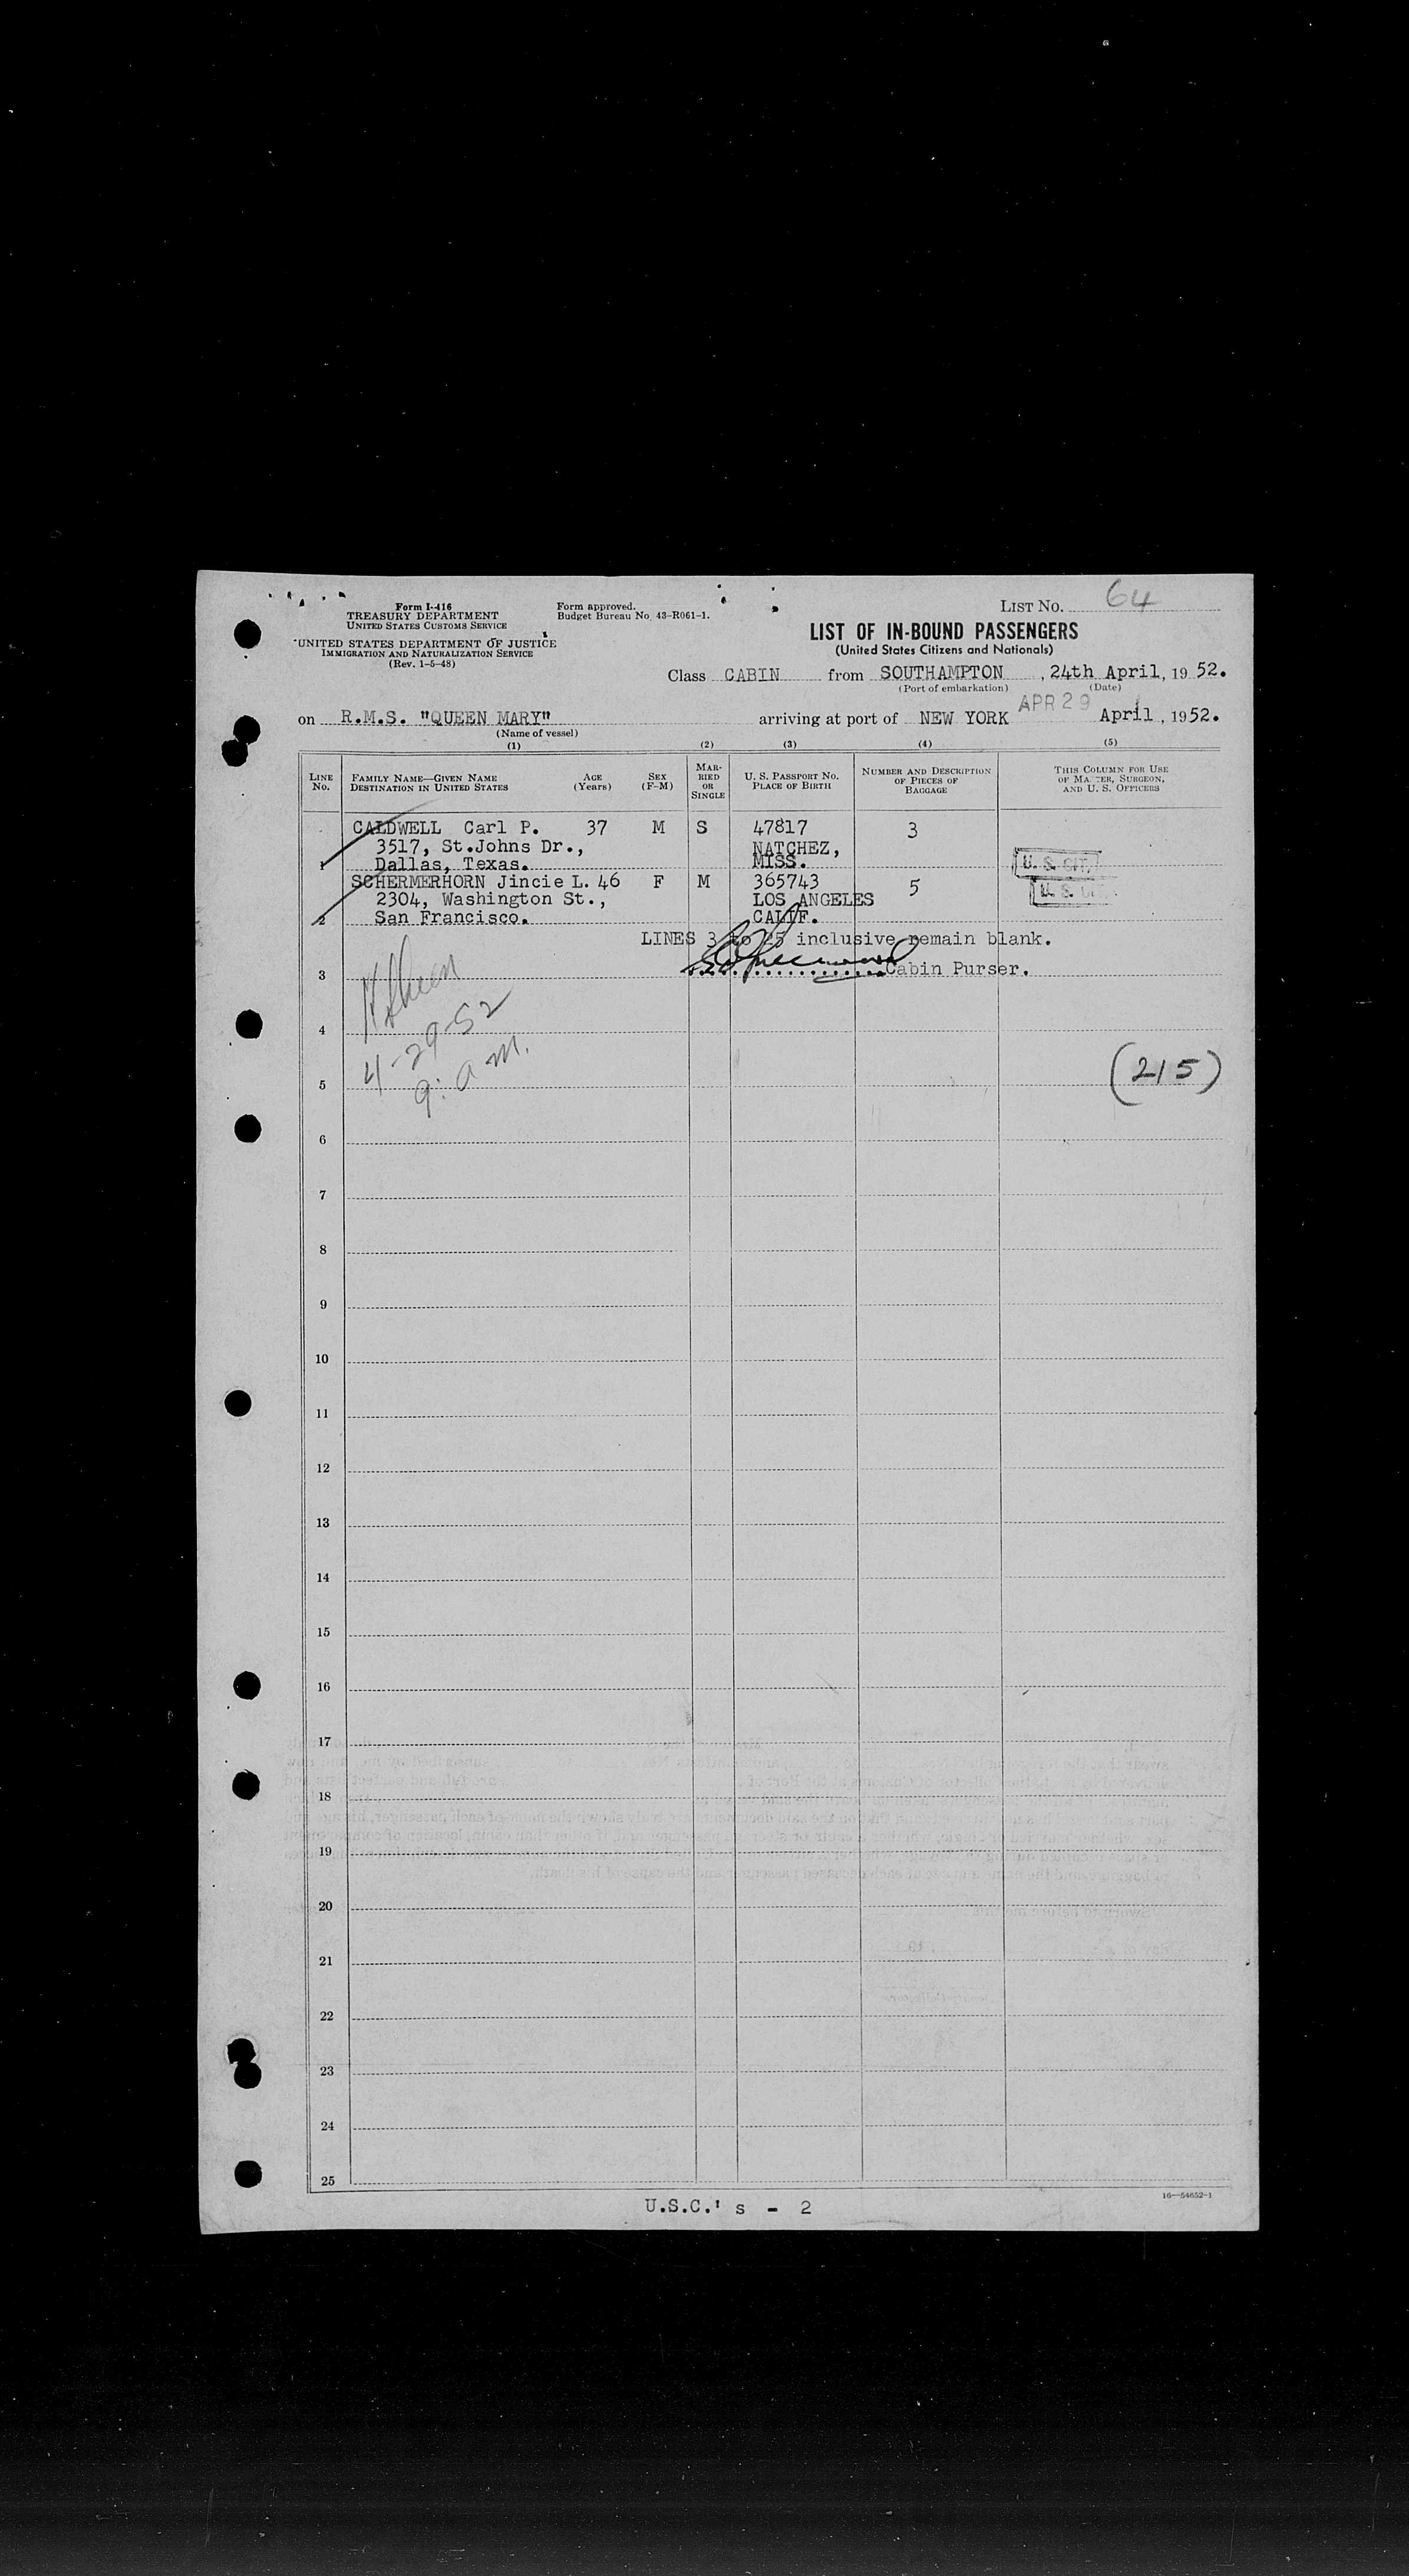 LIST NO. 64
Form I-416
TREASURY DEPARTMENT
UNITED STATES CUSTOMS SERVICE
UNITED STATES DEPARTMENT OF JUSTICE
IMMIGRATION AND NATURALIZATION SERVICE
(Rev. 1-5-48)
Form approved.
Budget Bureau No. 43-R061-1.
LIST OF IN-BOUND PASSENGERS
(United States Citizens and Nationals)
Class CABIN from SOUTHAMPTON, 24th April, 1952.
(Port of embarkation) (Date)
APR 29
on R.M.S. "QUEEN MARY" arriving at port of NEW YORK April, 1952.
(Name of vessel)
(1) (2) (3) (4) (5)
LINE NO. FAMILY NAME—GIVEN NAME DESTINATION IN UNITED STATES AGE (Years) SEX (F-M) MARRIED OR SINGLE U. S. PASSPORT NO. PLACE OF BIRTH NUMBER AND DESCRIPTION OF PIECES OF BAGGAGE THIS COLUMN FOR USE OF MASTER, SURGEON, AND U. S. OFFICERS
CALDWELL Carl P. 37 M S 47817 3
3517, St.Johns Dr., NATCHEZ,
1 Dallas, Texas. MISS. U. S. CIT.
SCHERMERHORN Jincie L. 46 F M 365743 5
2304, Washington St., LOS ANGELES U. S. CIT.
2 San Francisco. CALIF.
LINES 3 to 25 inclusive remain blank.
3 Cabin Purser.
4
4-29-52
5 (215)
9: a m.
6
7
8
9
10
11
12
13
14
15
16
17
18
19
20
21
22
23
24
25
16—54652-1
U.S.C.' s - 2